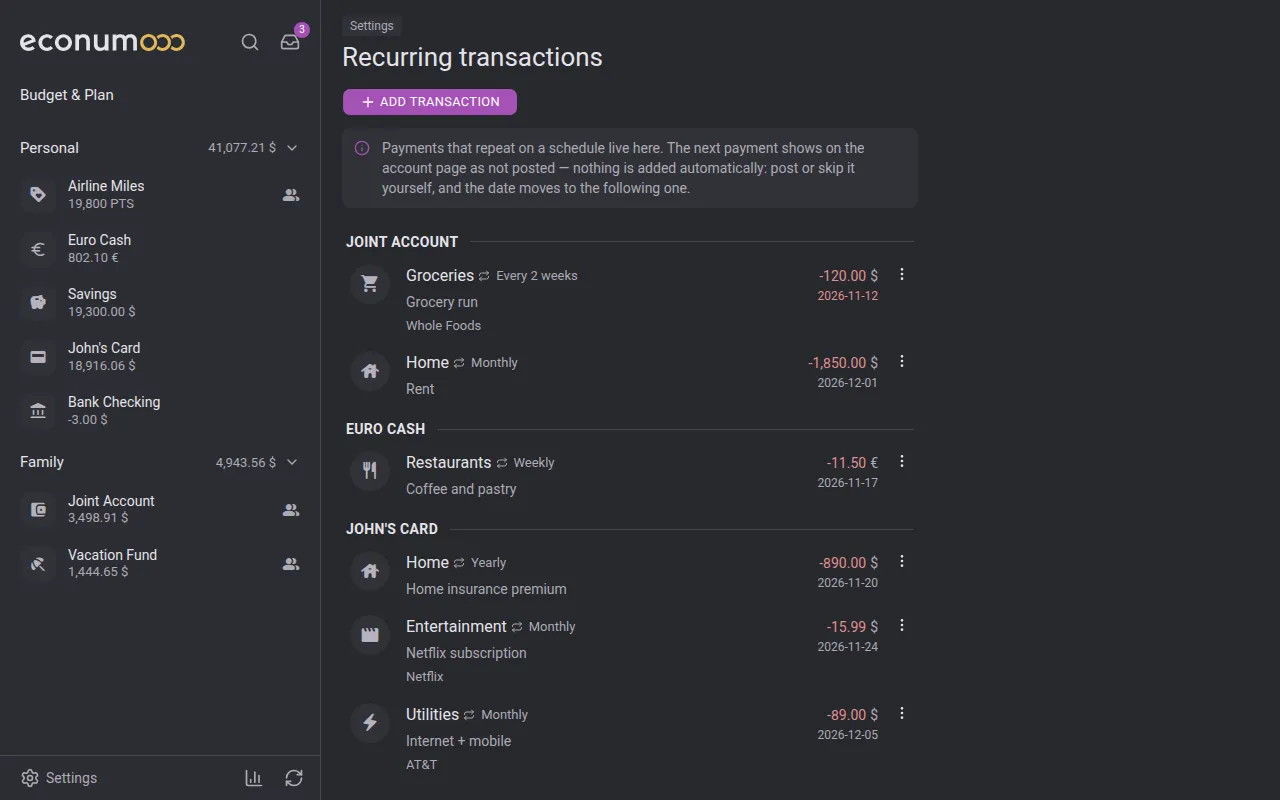 econumo
3
Budget & Plan
Personal 41,077.21 $
Airline Miles
19,800 PTS
Euro Cash
802.10 €
Savings
19,300.00 $
John's Card
18,916.06 $
Bank Checking
-3.00 $
Family 4,943.56 $
Joint Account
3,498.91 $
Vacation Fund
1,444.65 $
Settings
Settings
Recurring transactions
+ ADD TRANSACTION
Payments that repeat on a schedule live here. The next payment shows on the
account page as not posted — nothing is added automatically: post or skip it
yourself, and the date moves to the following one.
JOINT ACCOUNT
Groceries Every 2 weeks -120.00 $
Grocery run 2026-11-12
Whole Foods
Home Monthly -1,850.00 $
Rent 2026-12-01
EURO CASH
Restaurants Weekly -11.50 €
Coffee and pastry 2026-11-17
JOHN'S CARD
Home Yearly -890.00 $
Home insurance premium 2026-11-20
Entertainment Monthly -15.99 $
Netflix subscription 2026-11-24
Netflix
Utilities Monthly -89.00 $
Internet + mobile 2026-12-05
AT&T